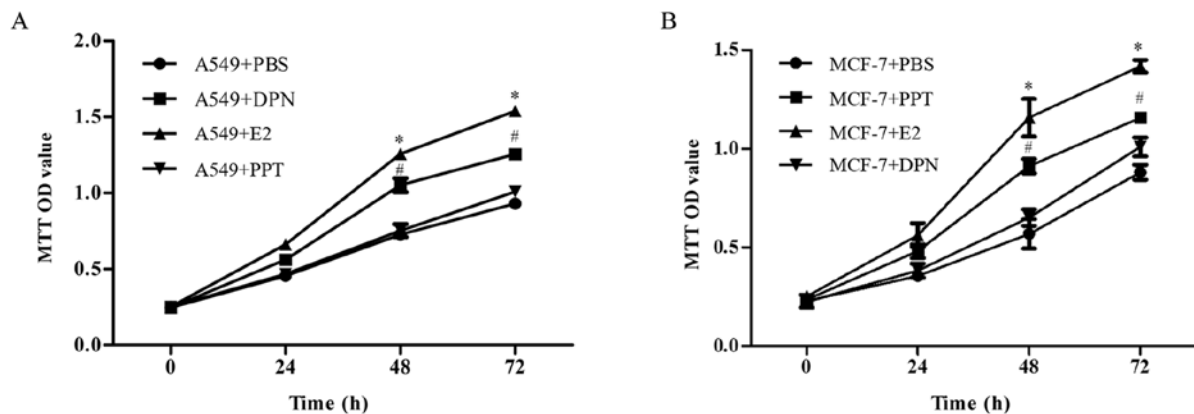 A
MTT OD value
2.0
1.5
1.0
0.5
0.0
A549+PBS
A549+DPN
A549+E2
A549+PPT
*
#
*
#
0
24
48
72
Time (h)
B
MTT OD value
1.5
1.0
0.5
0.0
MCF-7+PBS
MCF-7+PPT
MCF-7+E2
MCF-7+DPN
*
#
*
#
0
24
48
72
Time (h)